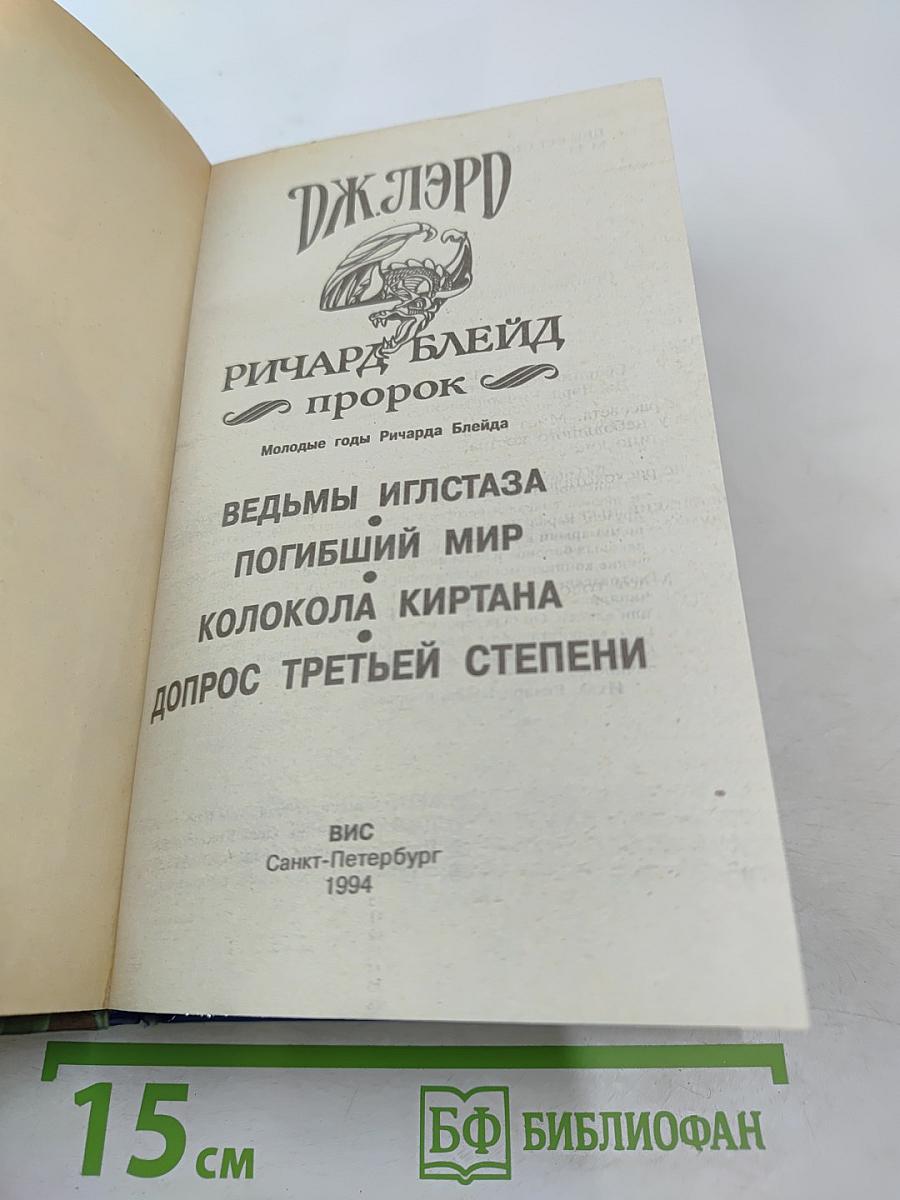 ДЖ. ЛЭРД
РИЧАРД БЛЕЙД
пророк
Молодые годы Ричарда Блейда
ВЕДЬМЫ ИГЛСТАЗА
•
ПОГИБШИЙ МИР
•
КОЛОКОЛА КИРТАНА
•
ДОПРОС ТРЕТЬЕЙ СТЕПЕНИ
ВИС
Санкт-Петербург
1994
15 см
БФ БИБЛИОФАН